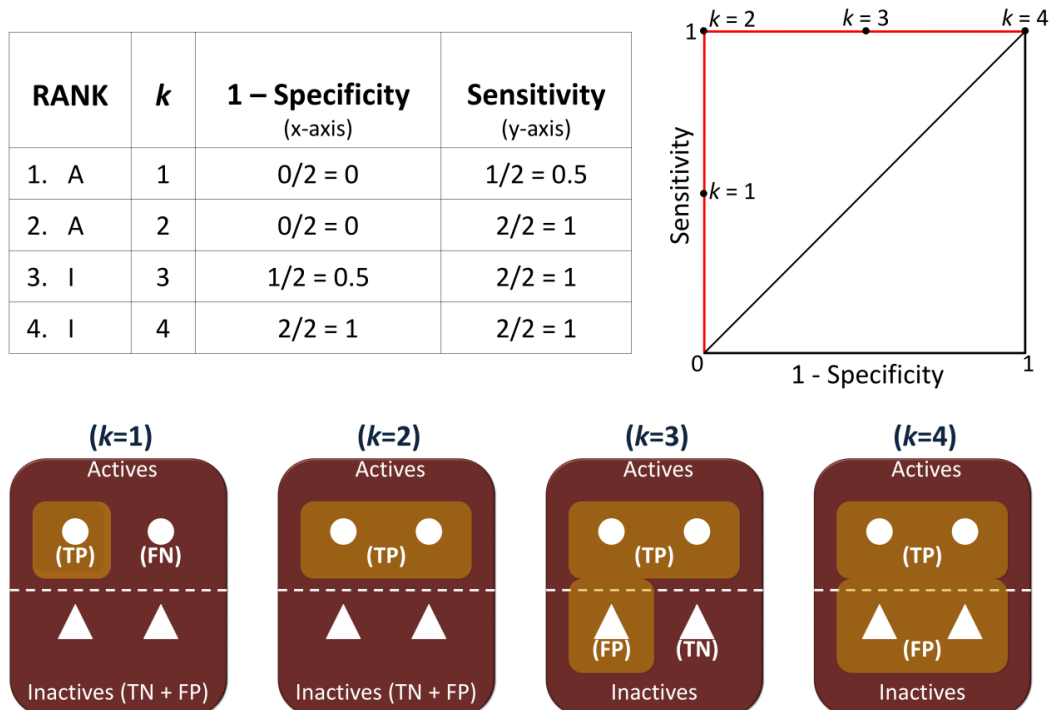 RANK k 1 – Specificity Sensitivity
(x-axis) (y-axis)
1. A 1 0/2 = 0 1/2 = 0.5
2. A 2 0/2 = 0 2/2 = 1
3. I 3 1/2 = 0.5 2/2 = 1
4. I 4 2/2 = 1 2/2 = 1
k = 2 k = 3 k = 4
1
k = 1
Sensitivity
0 1
1 - Specificity
(k=1)
Actives
(TP) (FN)
Inactives (TN + FP)
(k=2)
Actives
(TP)
Inactives (TN + FP)
(k=3)
Actives
(TP)
(FP) (TN)
Inactives
(k=4)
Actives
(TP)
(FP)
Inactives